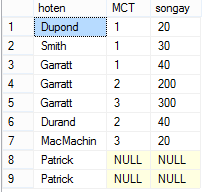 hoten MCT songay
1 Dupond 1 20
2 Smith 1 30
3 Garratt 1 40
4 Garratt 2 200
5 Garratt 3 300
6 Durand 2 40
7 MacMachin 3 20
8 Patrick NULL NULL
9 Patrick NULL NULL